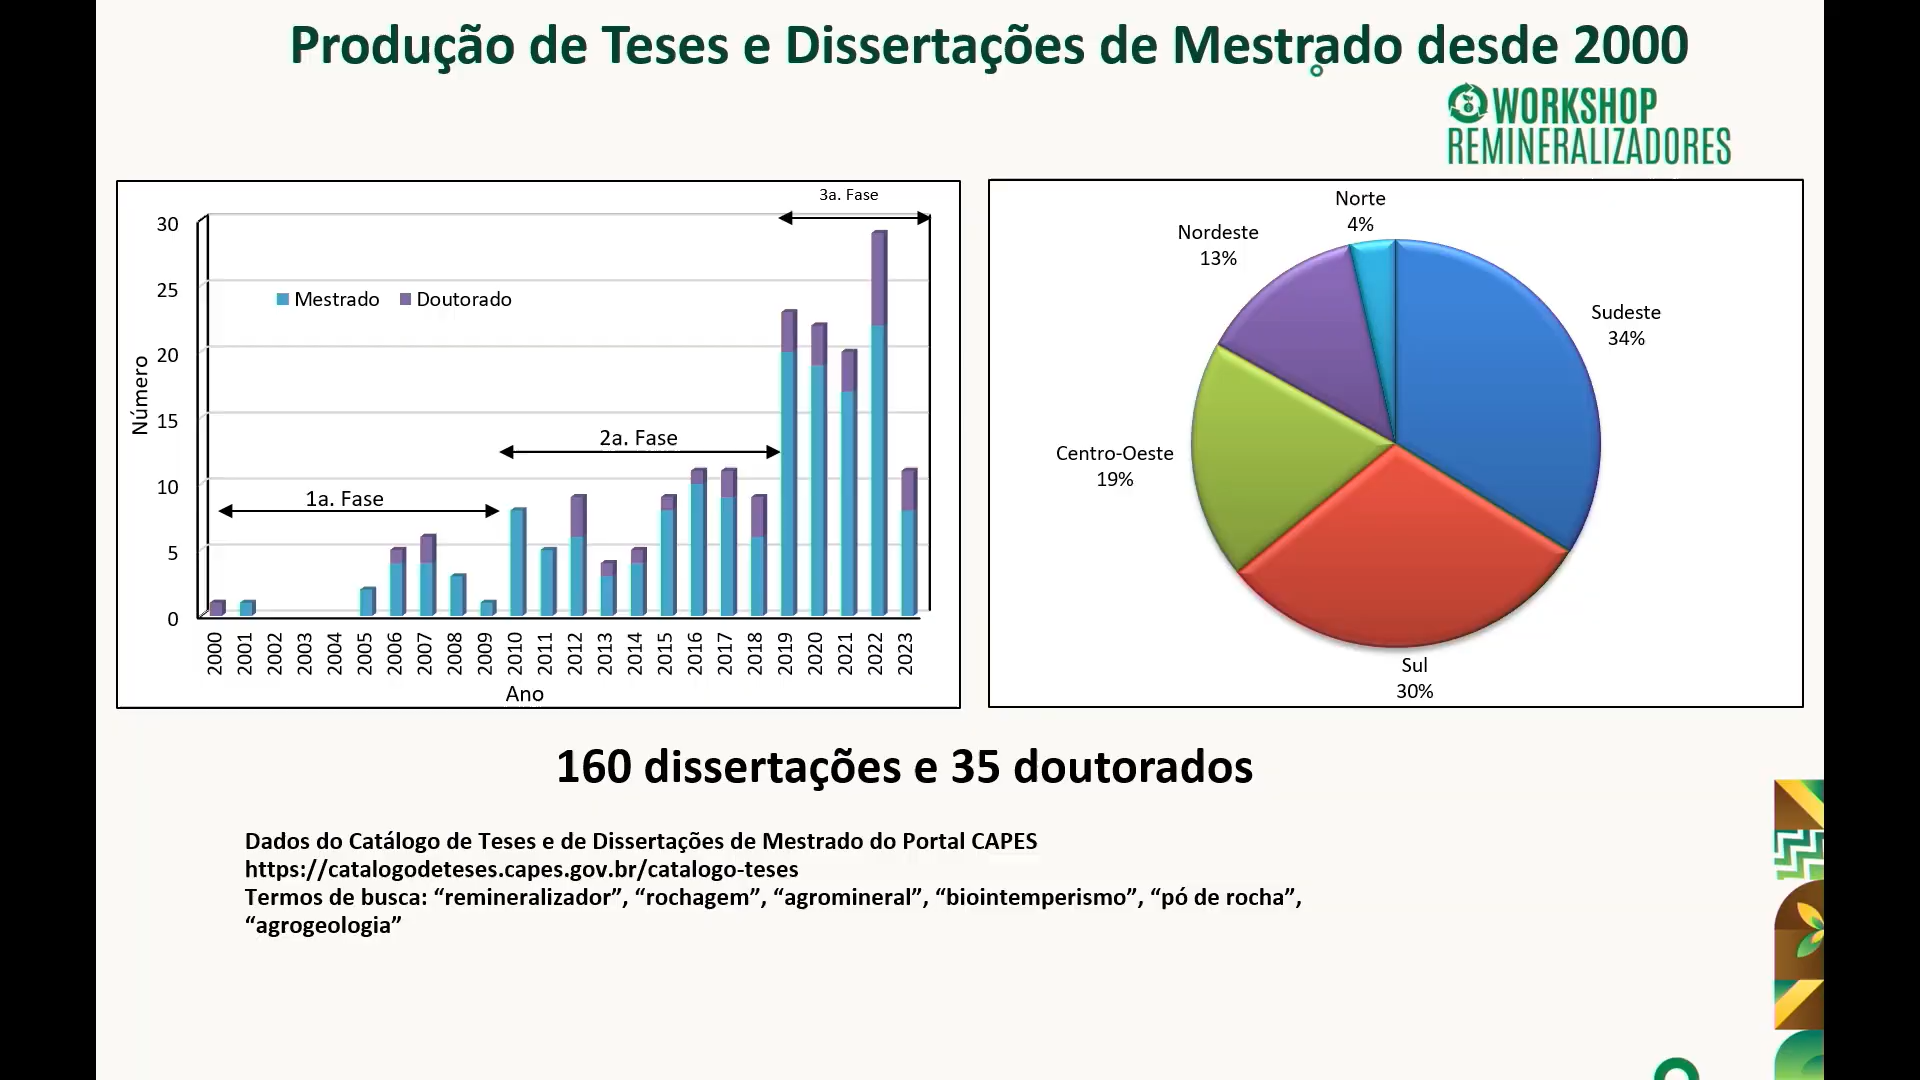 Produção de Teses e Dissertações de Mestrado desde 2000
WORKSHOP
REMINERALIZADORES
3a. Fase
30
25
20
15
10
5
0
Número
Mestrado Doutorado
2a. Fase
1a. Fase
2000 2001 2002 2003 2004 2005 2006 2007 2008 2009 2010 2011 2012 2013 2014 2015 2016 2017 2018 2019 2020 2021 2022 2023
Ano
Norte
4%
Nordeste
13%
Sudeste
34%
Centro-Oeste
19%
Sul
30%
160 dissertações e 35 doutorados
Dados do Catálogo de Teses e de Dissertações de Mestrado do Portal CAPES
https://catalogodeteses.capes.gov.br/catalogo-teses
Termos de busca: “remineralizador”, “rochagem”, “agromineral”, “biointemperismo”, “pó de rocha”,
“agrogeologia”